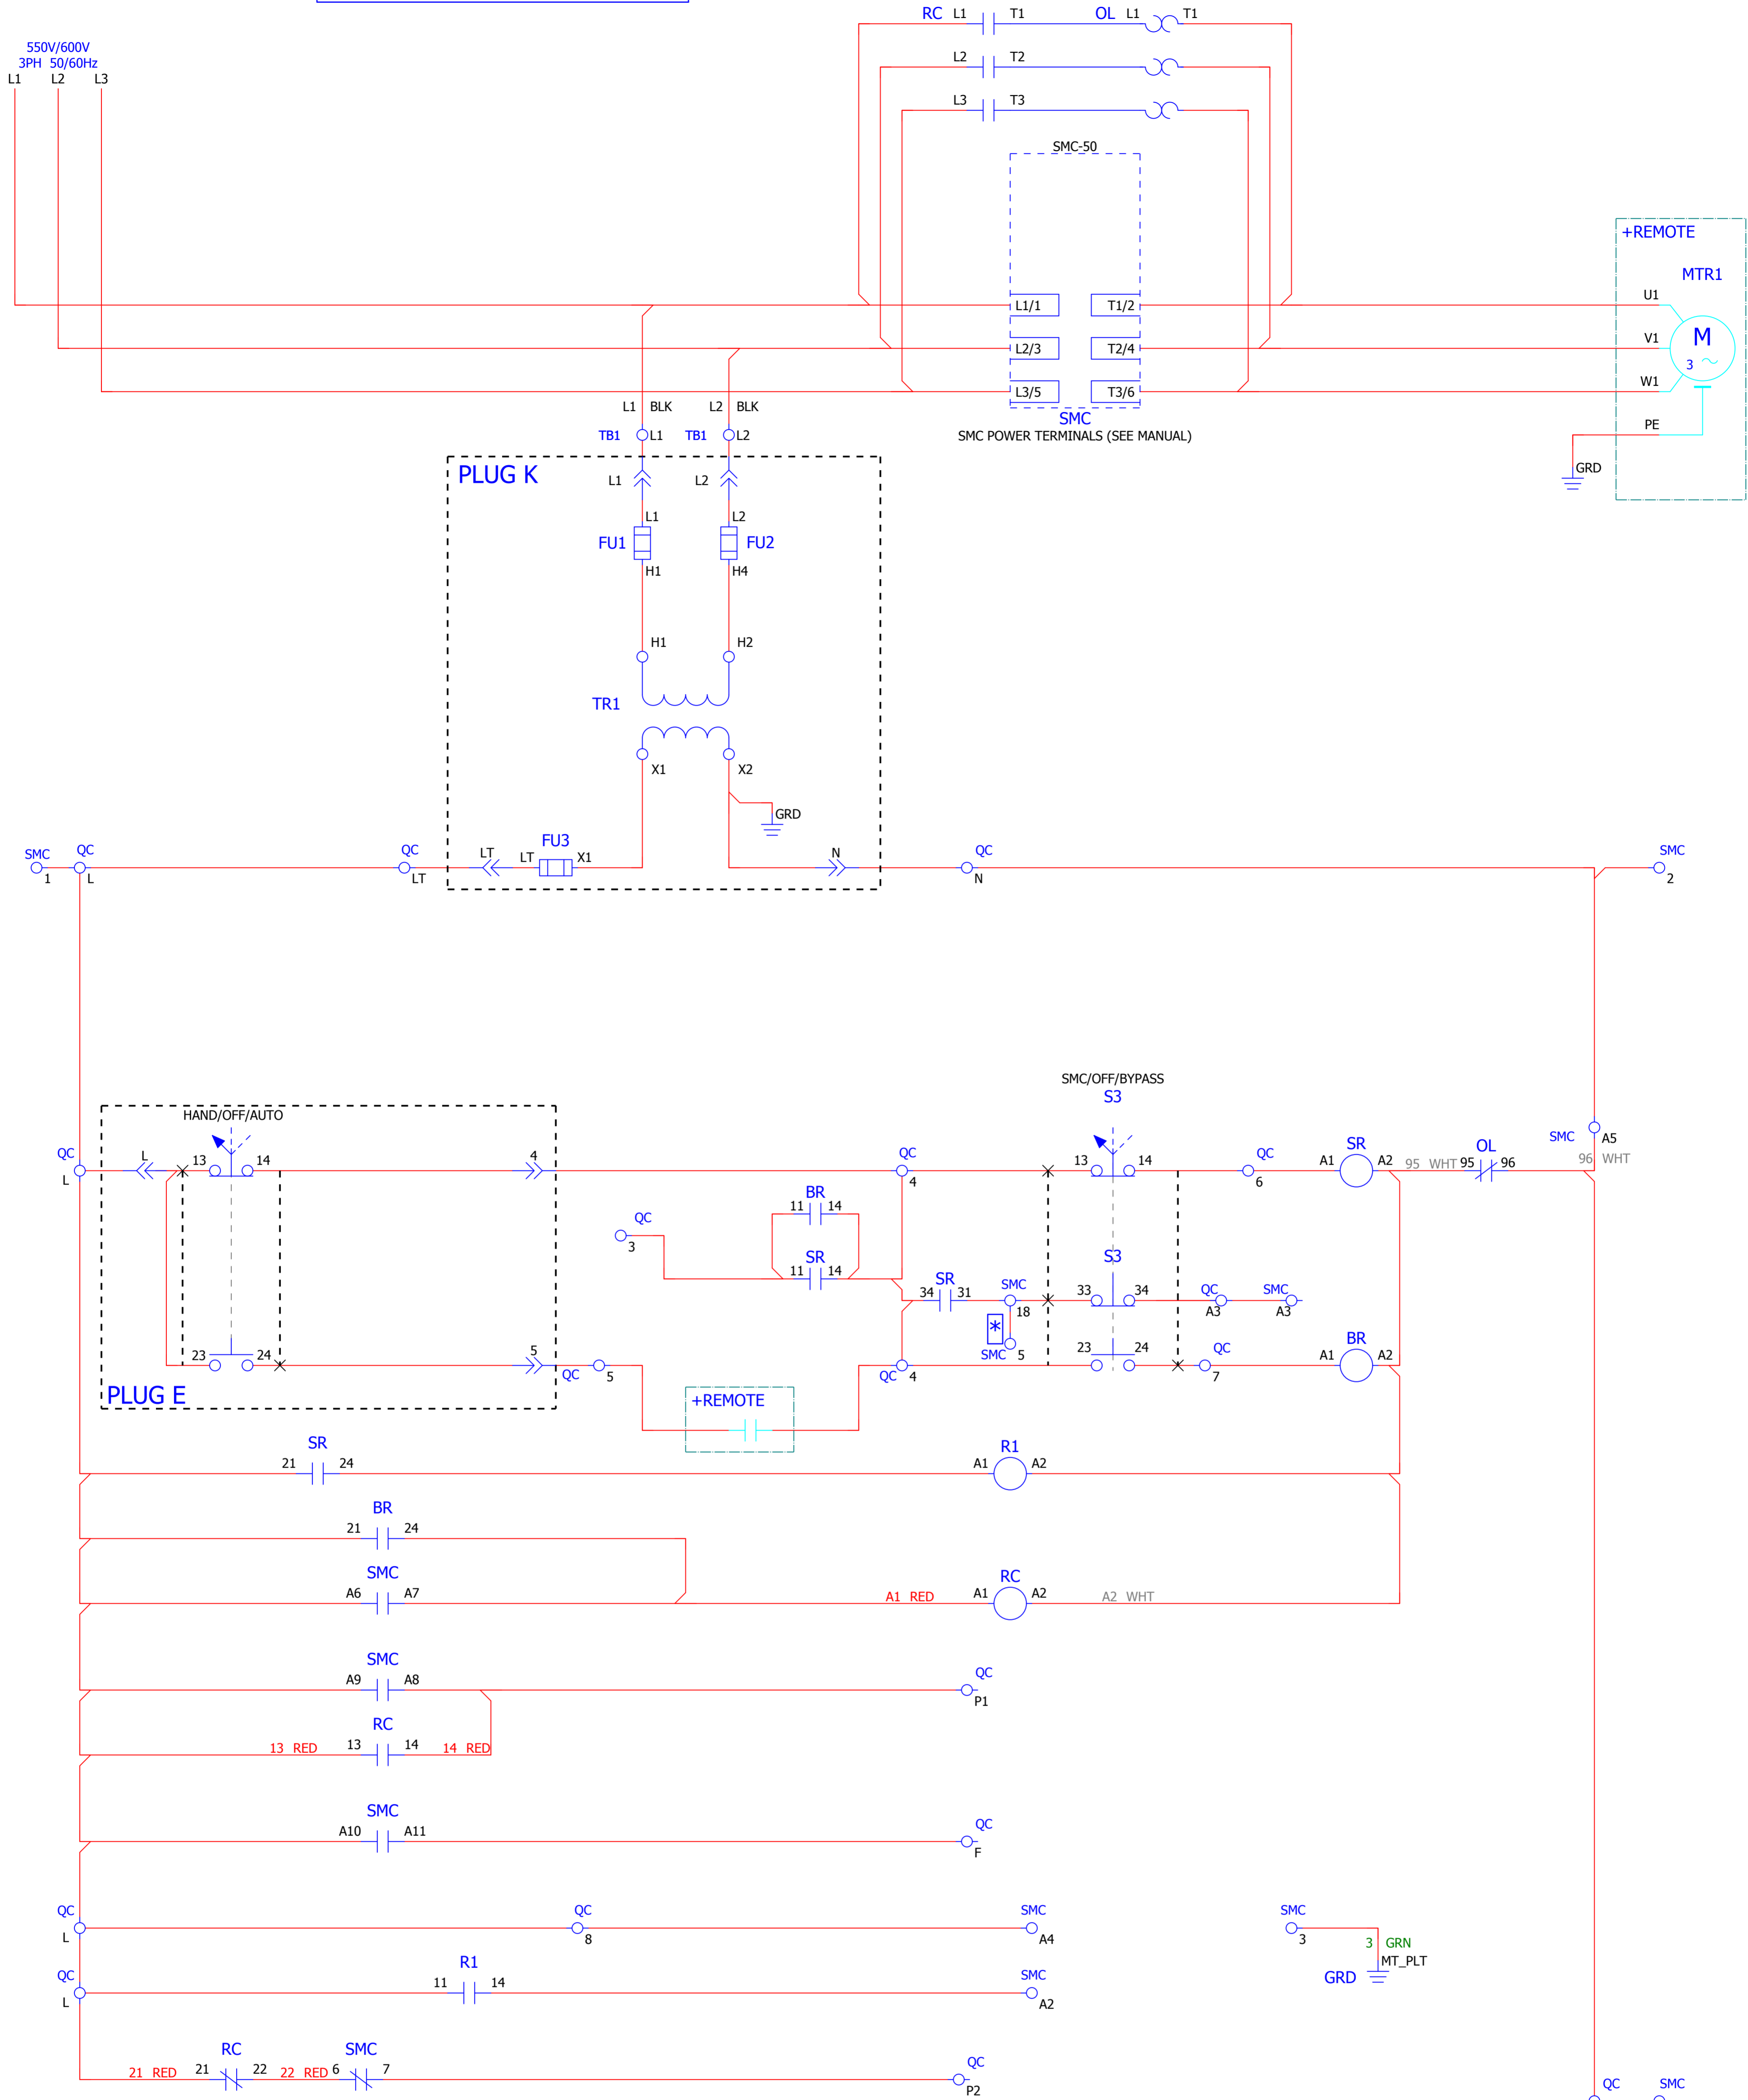 RC L1 T1 OL L1 T1
550V/600V
3PH 50/60Hz
L1 L2 L3
L2 T2
L3 T3
SMC-50
+REMOTE
MTR1
U1
L1/1 T1/2
V1
M
3
L2/3 T2/4
W1
L3/5 T3/6
L1 BLK L2 BLK
SMC
PE
TB1 L1 TB1 L2
SMC POWER TERMINALS (SEE MANUAL)
GRD
PLUG K
L1 L2
L1 L2
FU1 FU2
H1 H4
H1 H2
TR1
X1 X2
GRD
FU3
SMC QC QC LT LT X1 N QC SMC
1 L LT N 2
SMC/OFF/BYPASS
S3
HAND/OFF/AUTO
SMC A5
QC L 13 14 4 QC 13 14 QC SR OL
A1 A2 95 WHT 95 96 96 WHT
L 4 6
BR
11 14
QC
3
SR S3
11 14
SR SMC
34 31 33 34 QC SMC
18 A3 A3
*
SMC 5
BR
23 24 5 23 24 QC A1 A2
QC 5 QC 4 7
PLUG E
+REMOTE
SR R1
21 24 A1 A2
BR
21 24
SMC RC
A6 A7 A1 RED A1 A2 A2 WHT
SMC QC
A9 A8
P1
RC
13 RED 13 14 14 RED
SMC QC
A10 A11
F
QC QC SMC SMC
L 8 A4 3
3 GRN
MT_PLT
GRD
QC R1 SMC
11 14
L A2
RC SMC
21 RED 21 22 22 RED 6 7 QC
P2
QC SMC